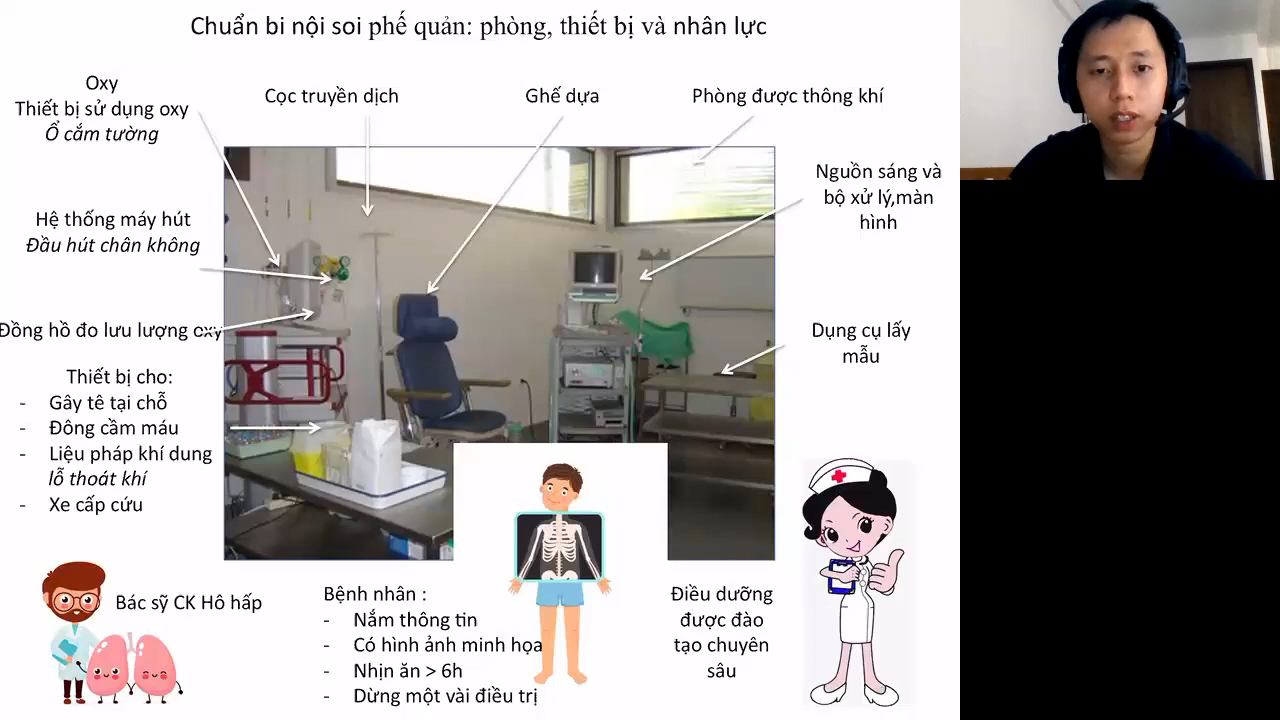 Chuẩn bi nội soi phế quản: phòng, thiết bị và nhân lực
Oxy
Thiết bị sử dụng oxy
Ổ cắm tường
Cọc truyền dịch
Ghế dựa
Phòng được thông khí
Nguồn sáng và
bộ xử lý,màn
hình
Hệ thống máy hút
Đầu hút chân không
Đồng hồ đo lưu lượng oxy
Dụng cụ lấy
mẫu
Thiết bị cho:
- Gây tê tại chỗ
- Đông cầm máu
- Liệu pháp khí dung
lỗ thoát khí
- Xe cấp cứu
Bác sỹ CK Hô hấp
Bệnh nhân :
- Nắm thông tin
- Có hình ảnh minh họa
- Nhịn ăn > 6h
- Dừng một vài điều trị
Điều dưỡng
được đào
tạo chuyên
sâu